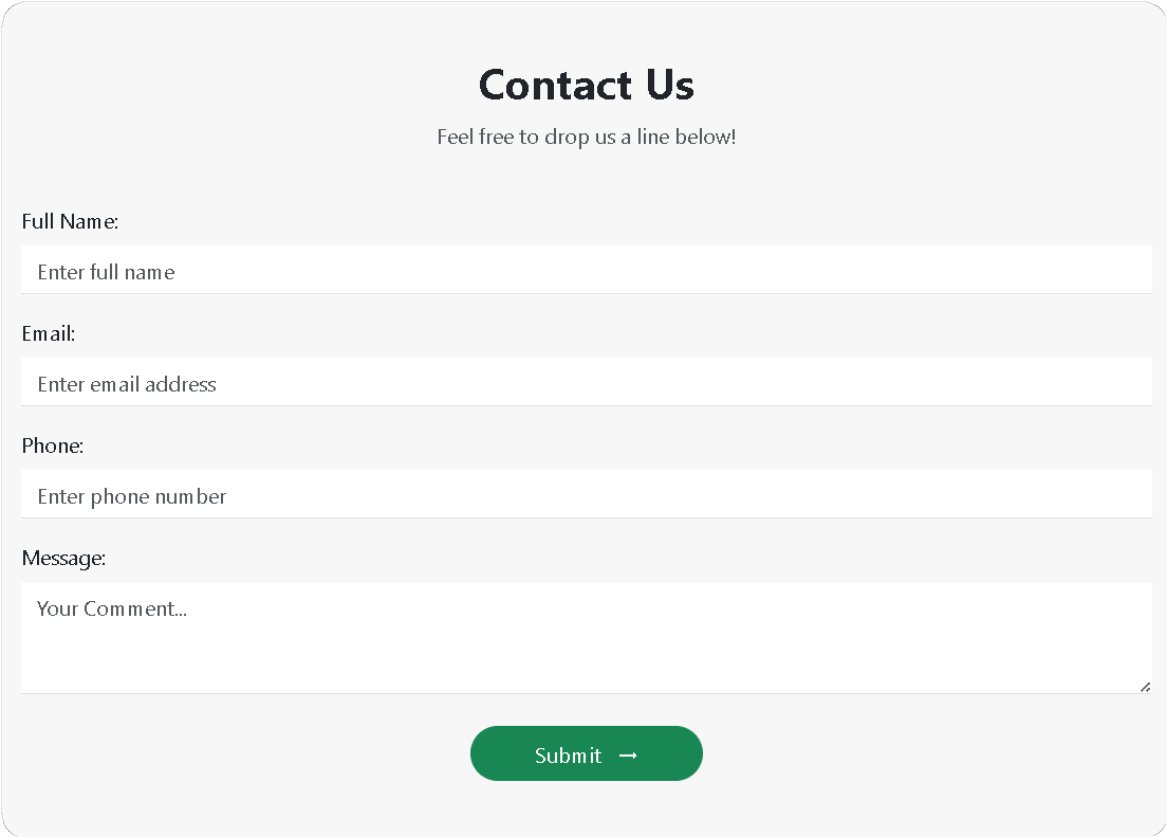 Contact Us
Feel free to drop us a line below!
Full Name:
Enter full name
Email:
Enter email address
Phone:
Enter phone number
Message:
Your Comment...
Submit →